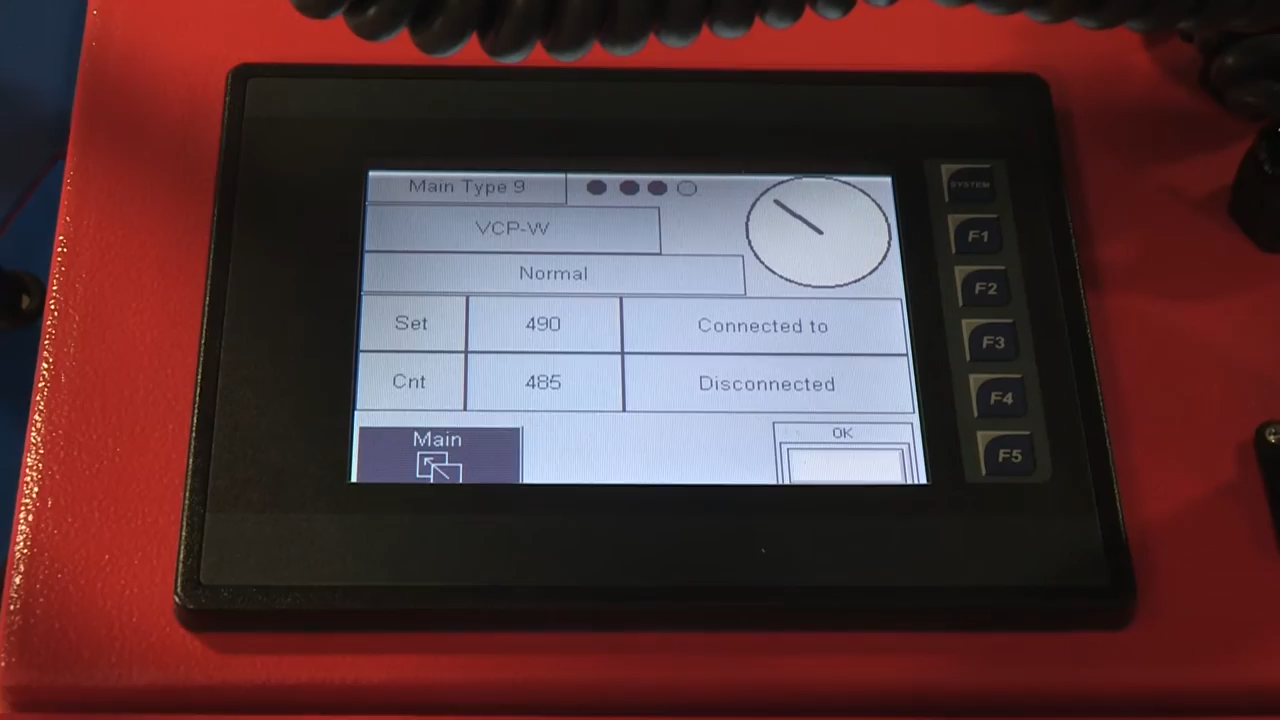 Main Type 9
VCP-W
Normal
Set 490 Connected to
Cnt 485 Disconnected
Main
OK
SYSTEM
F1
F2
F3
F4
F5